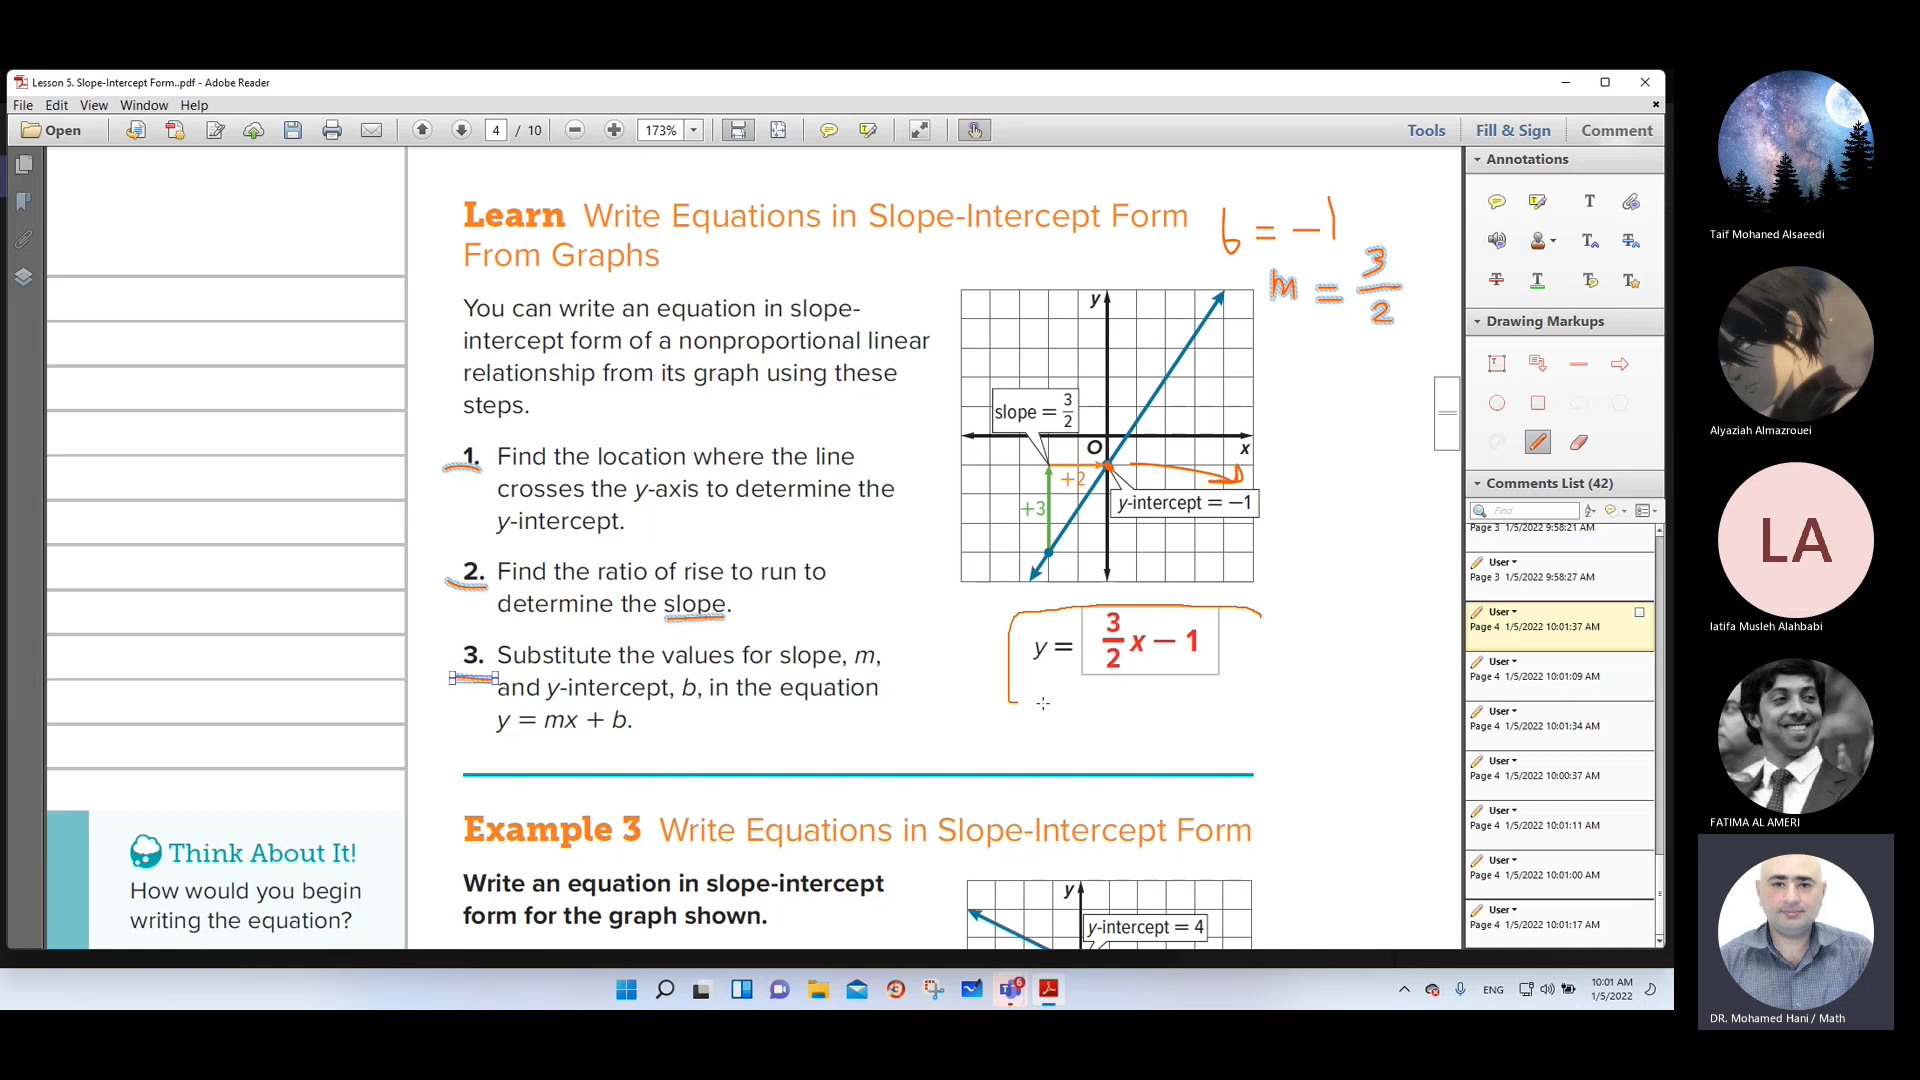 Lesson 5. Slope-Intercept Form..pdf - Adobe Reader
File Edit View Window Help
Open 4 / 10 173% Tools Fill & Sign Comment
Learn Write Equations in Slope-Intercept Form
From Graphs
b = -1
m = 3/2
You can write an equation in slope-
intercept form of a nonproportional linear
relationship from its graph using these
steps.
1. Find the location where the line
crosses the y-axis to determine the
y-intercept.
2. Find the ratio of rise to run to
determine the slope.
3. Substitute the values for slope, m,
and y-intercept, b, in the equation
y = mx + b.
y
slope = 3/2
O
x
+2
+3
y-intercept = −1
y = 3/2 x − 1
Example 3 Write Equations in Slope-Intercept Form
Write an equation in slope-intercept
form for the graph shown.
y
y-intercept = 4
Think About It!
How would you begin
writing the equation?
Annotations
Drawing Markups
Comments List (42)
Find
Page 3 1/5/2022 9:58:21 AM
User
Page 3 1/5/2022 9:58:27 AM
User
Page 4 1/5/2022 10:01:37 AM
User
Page 4 1/5/2022 10:01:09 AM
User
Page 4 1/5/2022 10:01:34 AM
User
Page 4 1/5/2022 10:00:37 AM
User
Page 4 1/5/2022 10:01:11 AM
User
Page 4 1/5/2022 10:01:00 AM
User
Page 4 1/5/2022 10:01:17 AM
ENG
10:01 AM
1/5/2022
Taif Mohaned Alsaeedi
Alyaziah Almazrouei
LA
latifa Musleh Alahbabi
FATIMA AL AMERI
DR. Mohamed Hani / Math